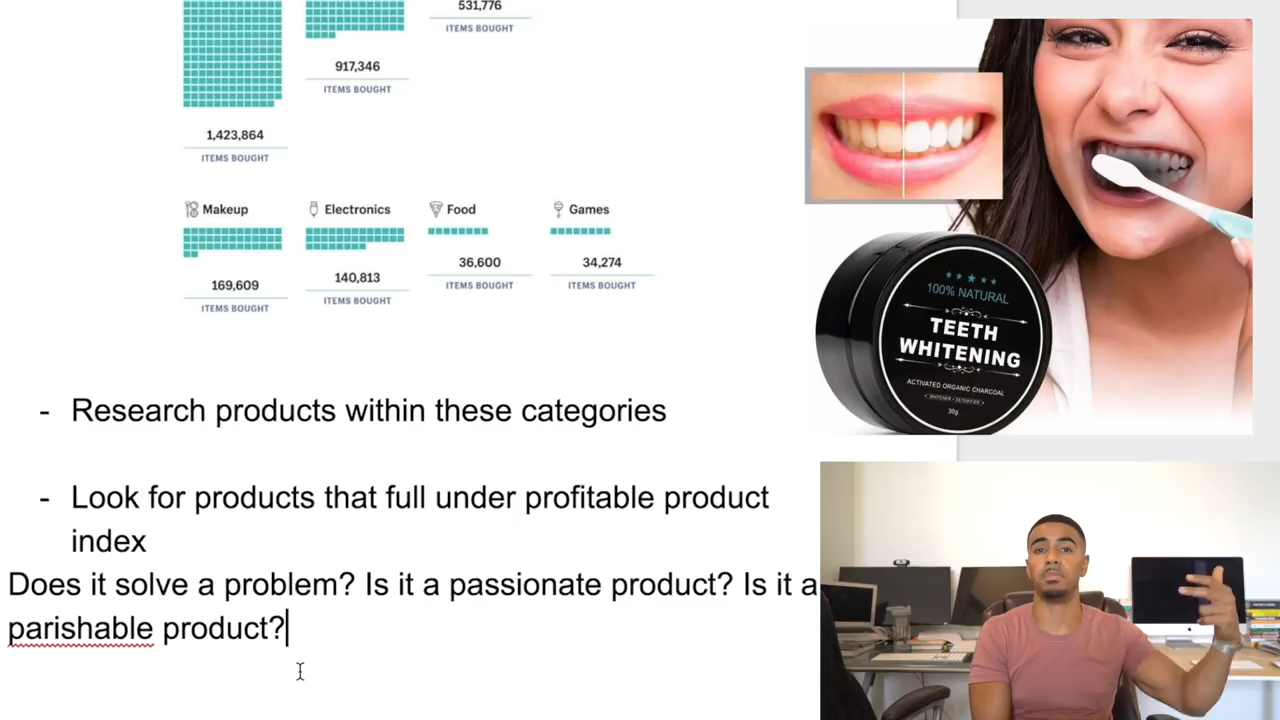 531,776
ITEMS BOUGHT
917,346
ITEMS BOUGHT
1,423,864
ITEMS BOUGHT
Makeup
Electronics
Food
Games
169,609
ITEMS BOUGHT
140,813
ITEMS BOUGHT
36,600
ITEMS BOUGHT
34,274
ITEMS BOUGHT
100% NATURAL
TEETH
WHITENING
ACTIVATED ORGANIC CHARCOAL
WHITENER • DETOXIFIER
30g
- Research products within these categories
- Look for products that full under profitable product
index
Does it solve a problem? Is it a passionate product? Is it a
parishable product?